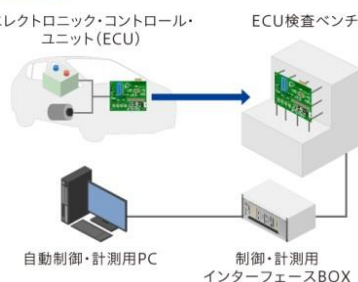 エレクトロニック・コントロール・
ユニット(ECU)
ECU検査ベンチ
自動制御・計測用PC
制御・計測用
インターフェースBOX